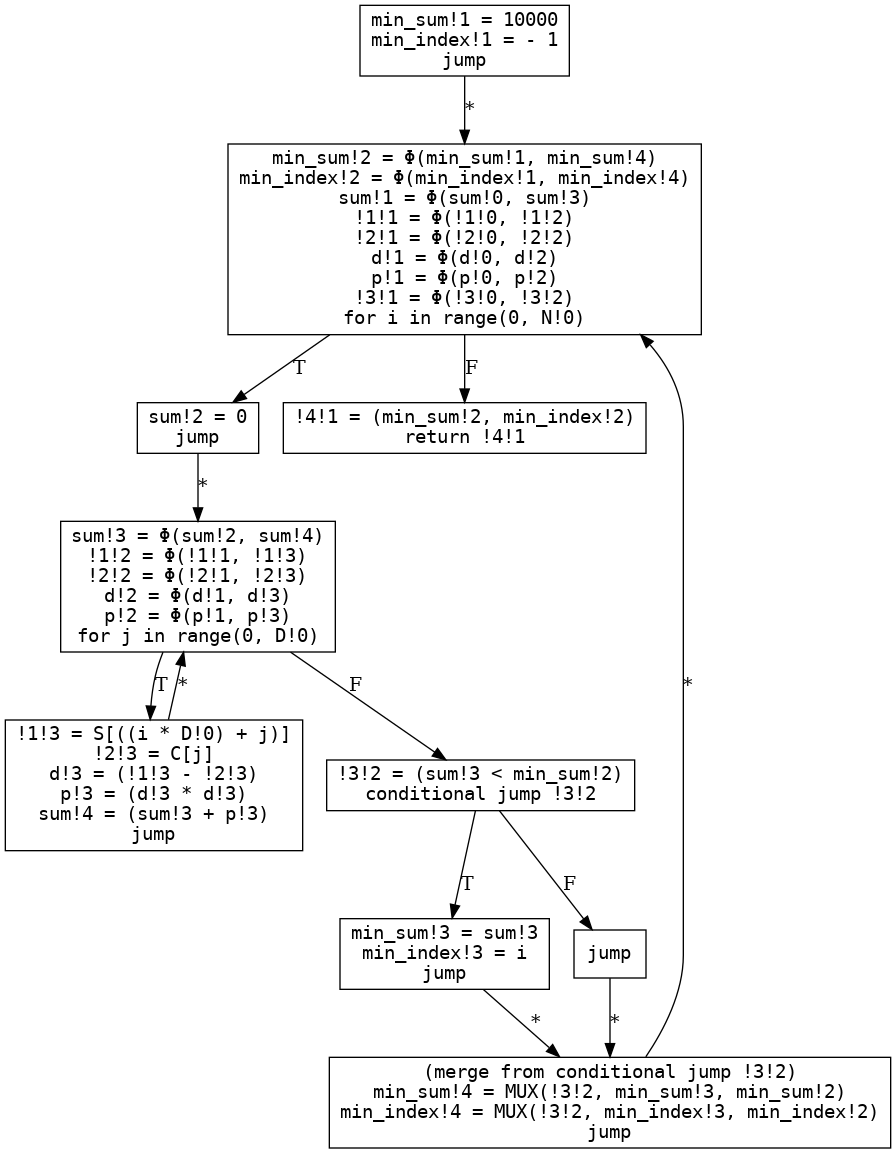 min_sum!1 = 10000
min_index!1 = - 1
jump
*
min_sum!2 = Φ(min_sum!1, min_sum!4)
min_index!2 = Φ(min_index!1, min_index!4)
sum!1 = Φ(sum!0, sum!3)
!1!1 = Φ(!1!0, !1!2)
!2!1 = Φ(!2!0, !2!2)
d!1 = Φ(d!0, d!2)
p!1 = Φ(p!0, p!2)
!3!1 = Φ(!3!0, !3!2)
for i in range(0, N!0)
T
F
sum!2 = 0
jump
!4!1 = (min_sum!2, min_index!2)
return !4!1
*
sum!3 = Φ(sum!2, sum!4)
!1!2 = Φ(!1!1, !1!3)
!2!2 = Φ(!2!1, !2!3)
d!2 = Φ(d!1, d!3)
p!2 = Φ(p!1, p!3)
for j in range(0, D!0)
T
*
F
*
!1!3 = S[((i * D!0) + j)]
!2!3 = C[j]
d!3 = (!1!3 - !2!3)
p!3 = (d!3 * d!3)
sum!4 = (sum!3 + p!3)
jump
!3!2 = (sum!3 < min_sum!2)
conditional jump !3!2
T
F
min_sum!3 = sum!3
min_index!3 = i
jump
jump
*
*
(merge from conditional jump !3!2)
min_sum!4 = MUX(!3!2, min_sum!3, min_sum!2)
min_index!4 = MUX(!3!2, min_index!3, min_index!2)
jump